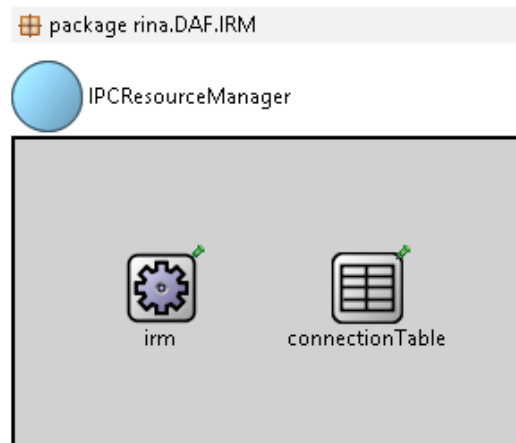 package rina.DAF.IRM
IPCResourceManager
irm
connectionTable